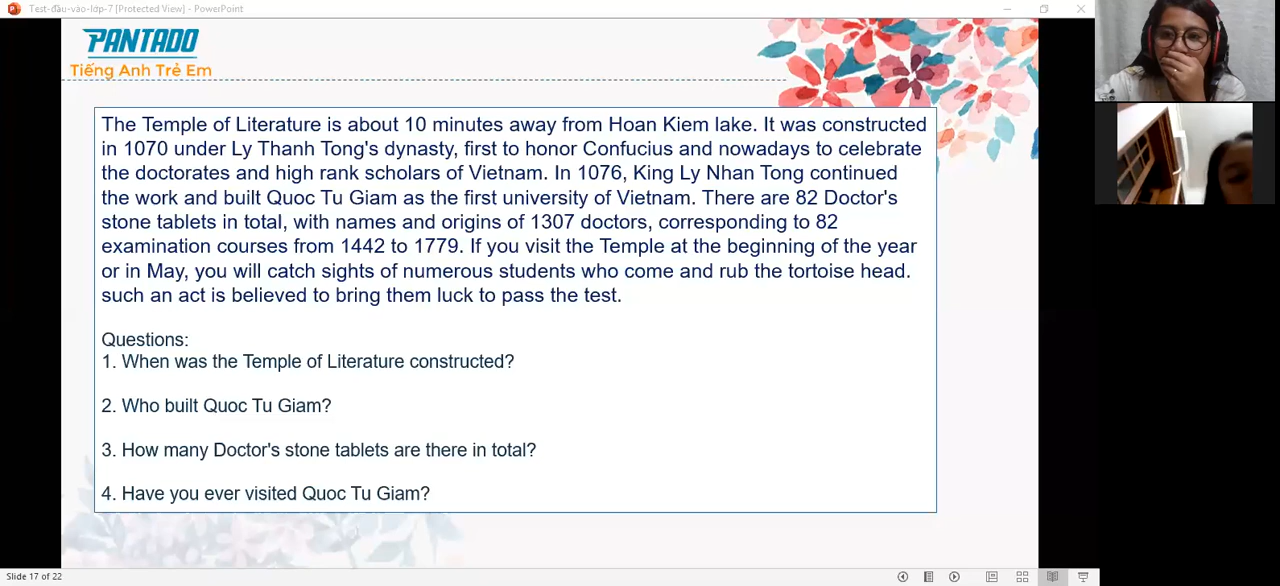 Test-đầu-vào-lớp-7 [Protected View] - PowerPoint
PANTADO
Tiếng Anh Trẻ Em
The Temple of Literature is about 10 minutes away from Hoan Kiem lake. It was constructed
in 1070 under Ly Thanh Tong's dynasty, first to honor Confucius and nowadays to celebrate
the doctorates and high rank scholars of Vietnam. In 1076, King Ly Nhan Tong continued
the work and built Quoc Tu Giam as the first university of Vietnam. There are 82 Doctor's
stone tablets in total, with names and origins of 1307 doctors, corresponding to 82
examination courses from 1442 to 1779. If you visit the Temple at the beginning of the year
or in May, you will catch sights of numerous students who come and rub the tortoise head.
such an act is believed to bring them luck to pass the test.
Questions:
1. When was the Temple of Literature constructed?
2. Who built Quoc Tu Giam?
3. How many Doctor's stone tablets are there in total?
4. Have you ever visited Quoc Tu Giam?
Slide 17 of 22